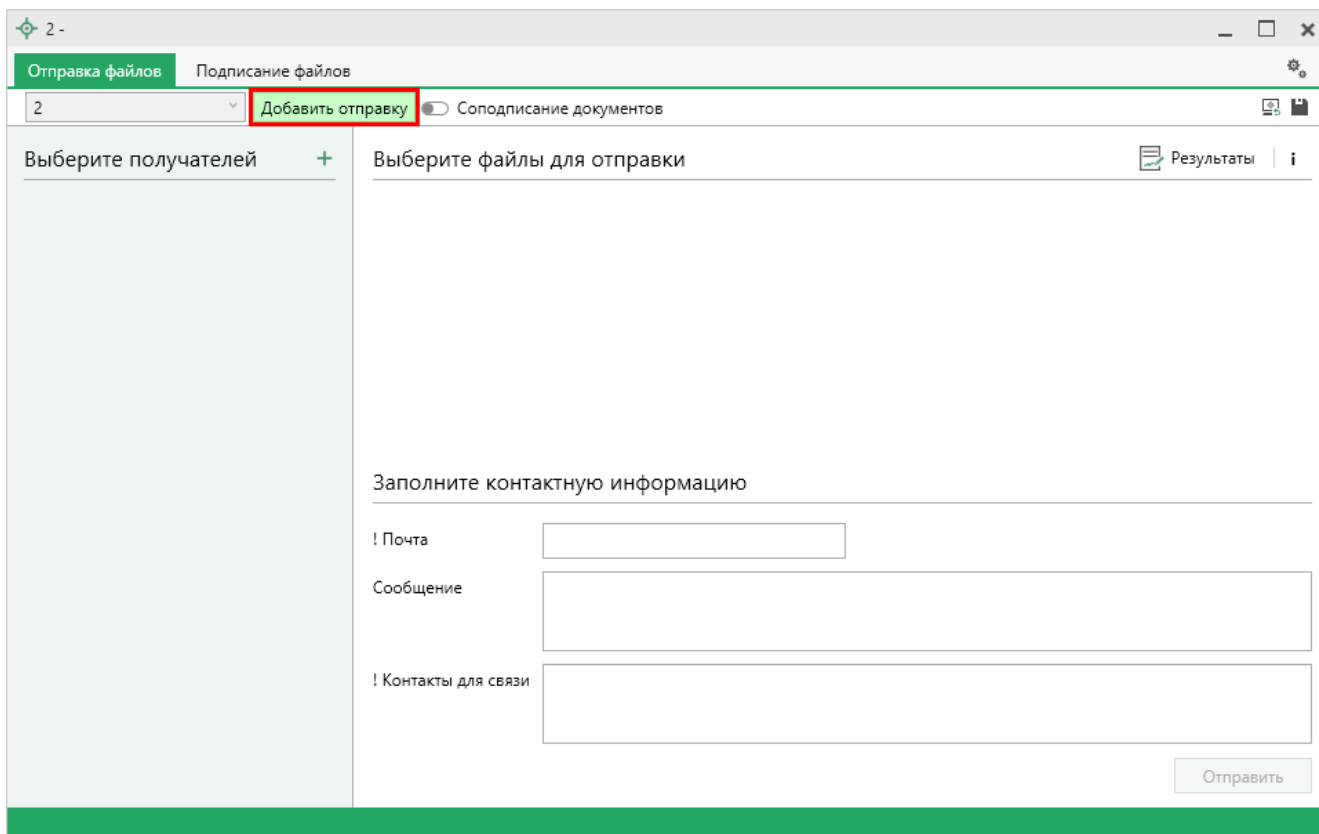 2 -
Отправка файлов Подписание файлов
2 Добавить отправку Соподписание документов
Выберите получателей +
Выберите файлы для отправки Результаты i
Заполните контактную информацию
! Почта
Сообщение
! Контакты для связи
Отправить